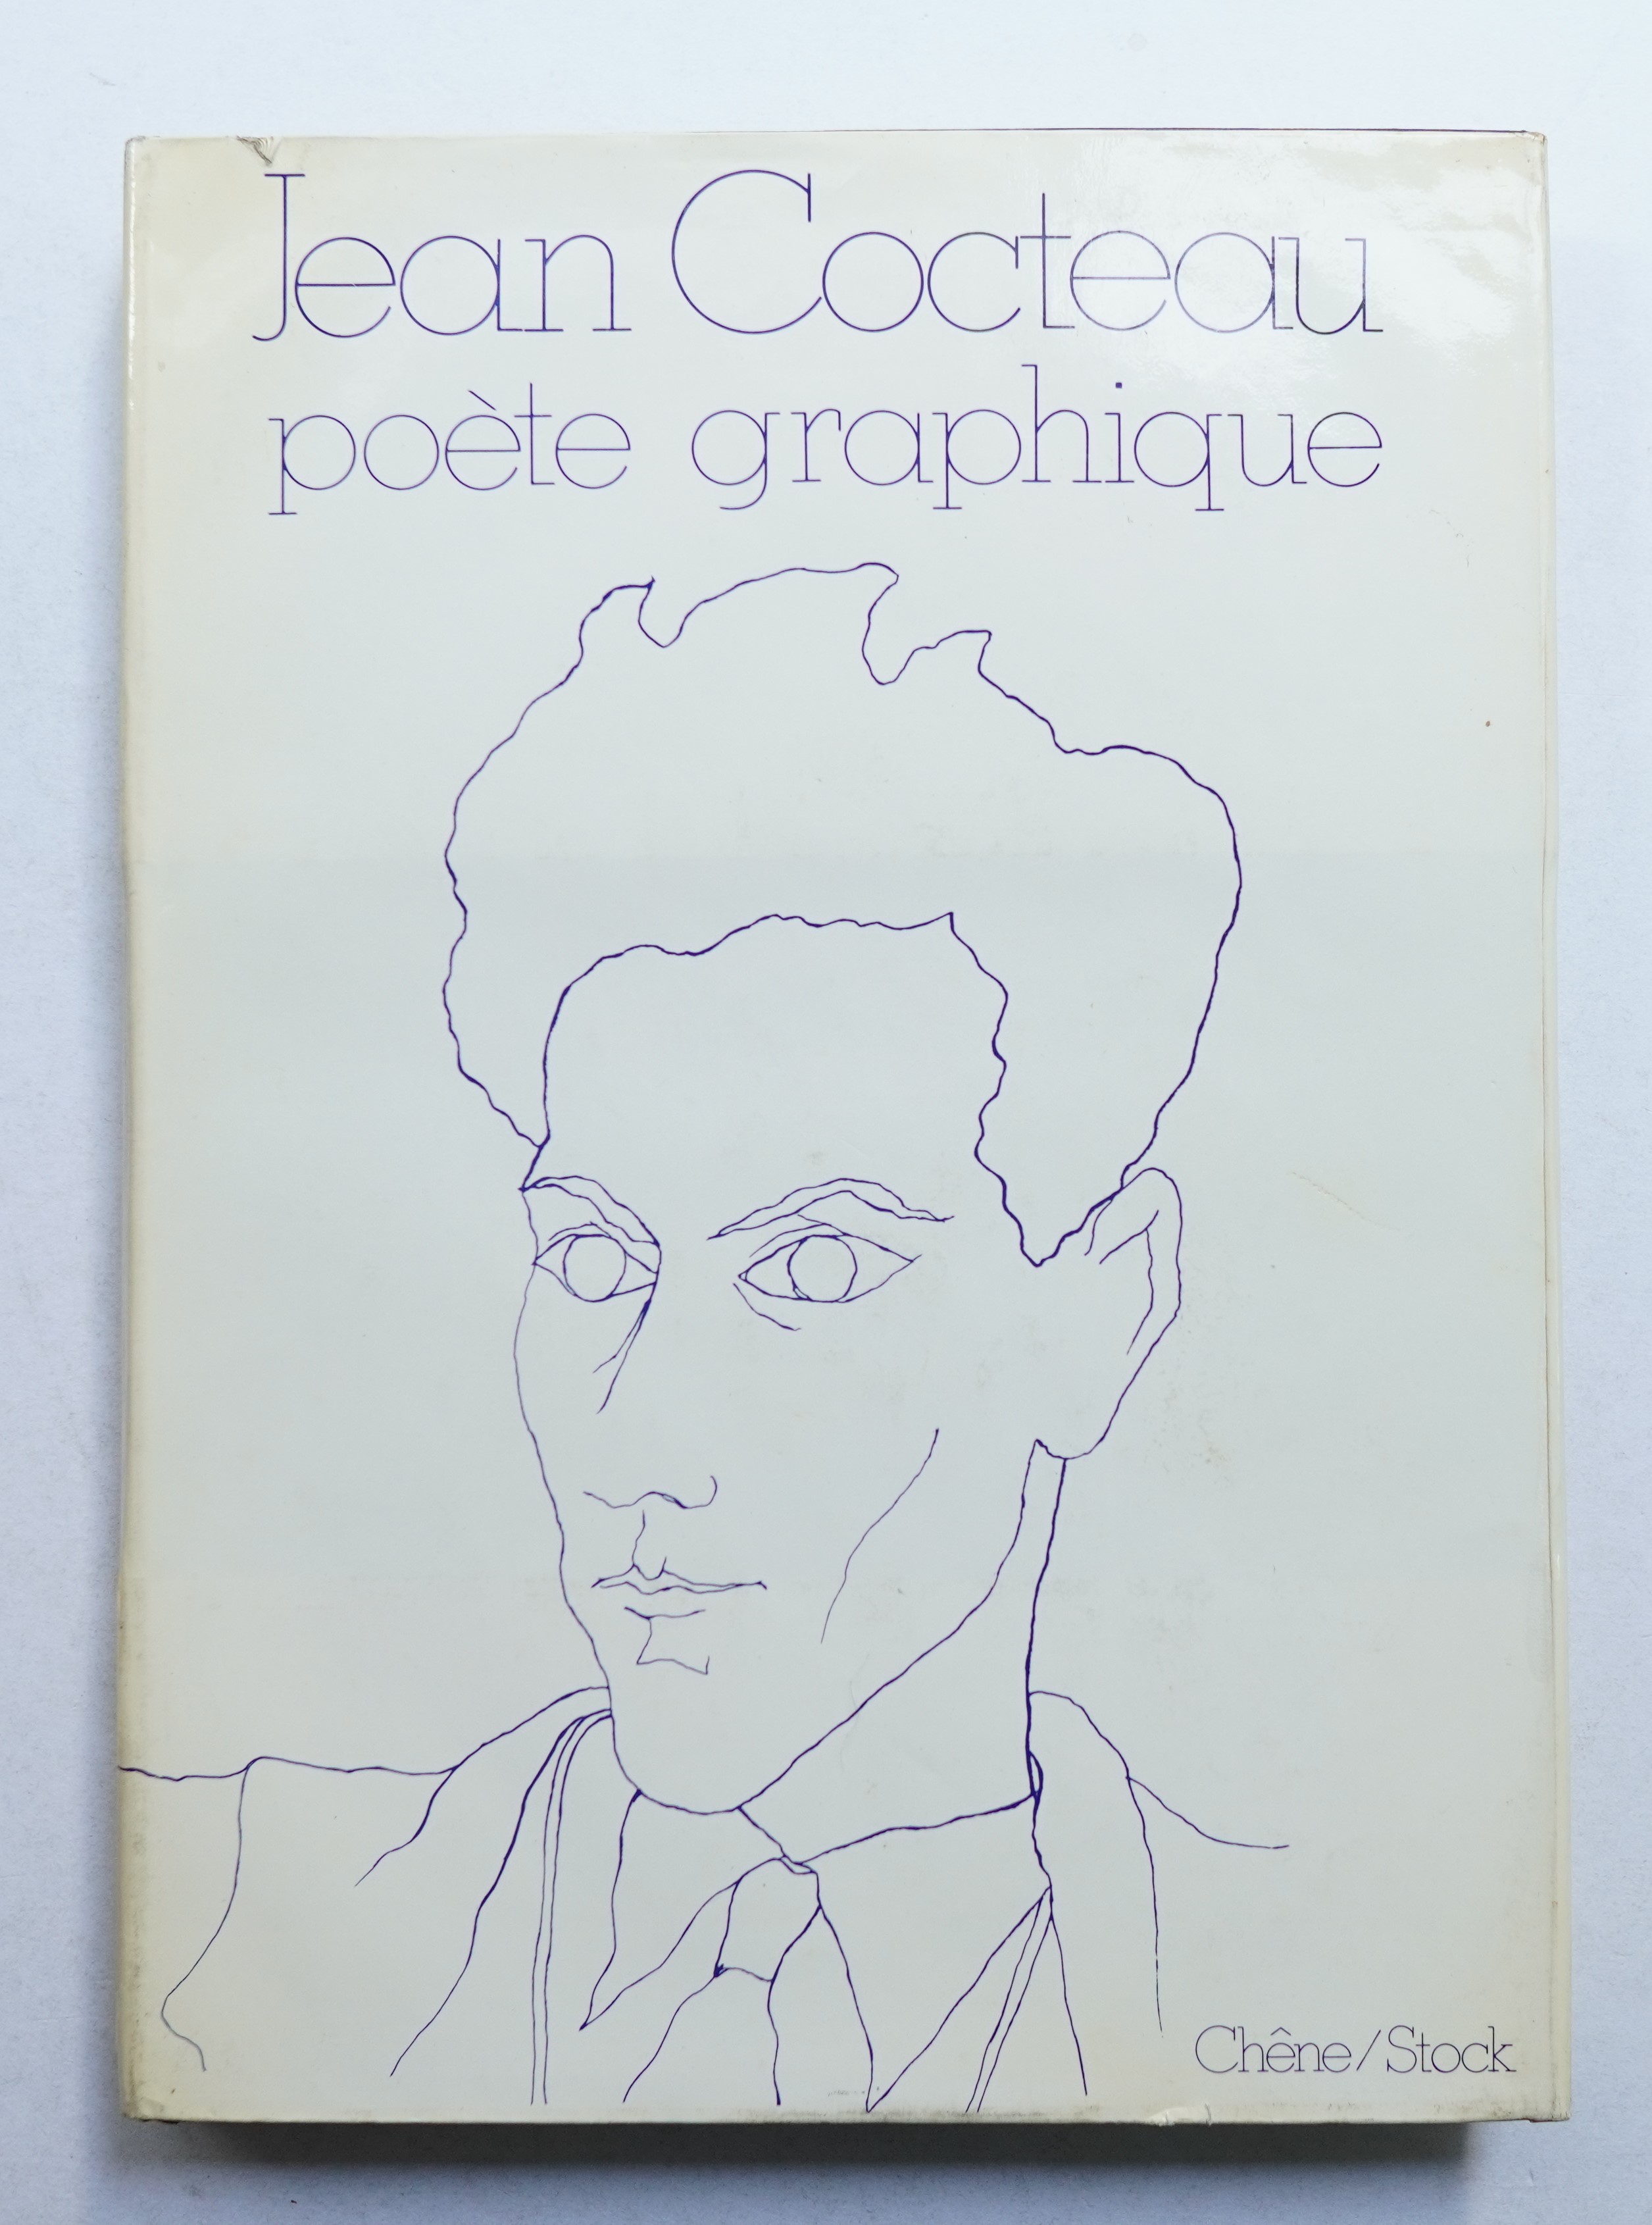 Jean Cocteau
poète graphique
Chêne/Stock